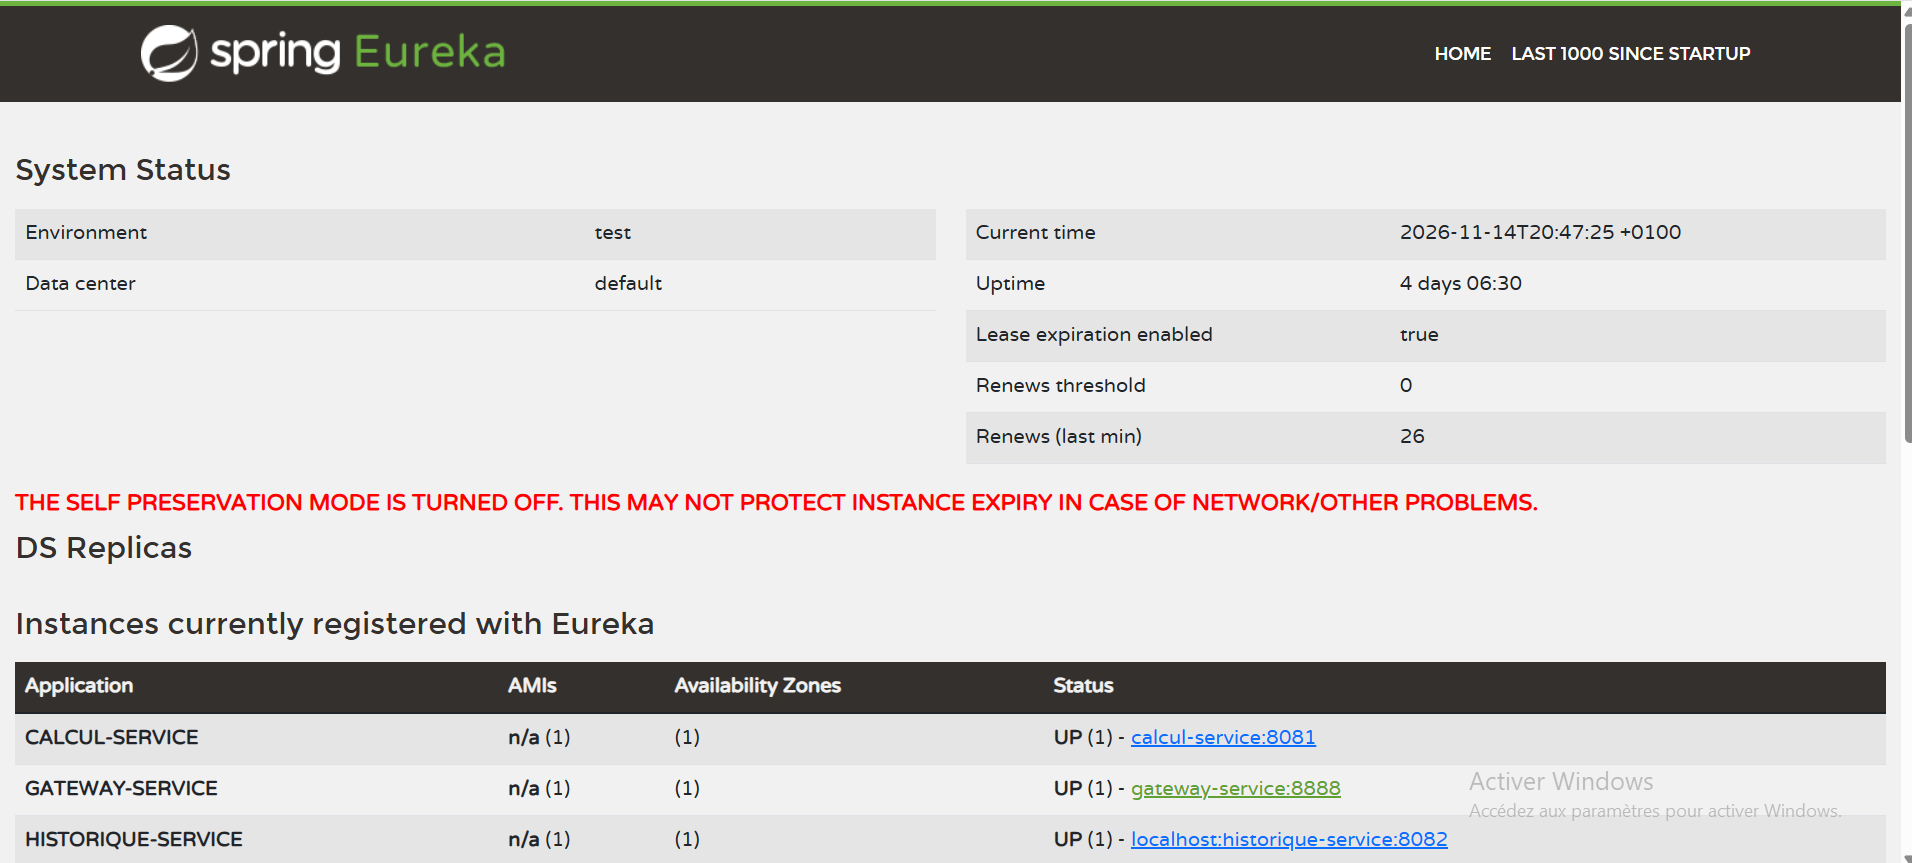 spring Eureka
HOME LAST 1000 SINCE STARTUP
System Status
Environment test
Data center default
Current time 2026-11-14T20:47:25 +0100
Uptime 4 days 06:30
Lease expiration enabled true
Renews threshold 0
Renews (last min) 26
THE SELF PRESERVATION MODE IS TURNED OFF. THIS MAY NOT PROTECT INSTANCE EXPIRY IN CASE OF NETWORK/OTHER PROBLEMS.
DS Replicas
Instances currently registered with Eureka
Application AMIs Availability Zones Status
CALCUL-SERVICE n/a (1) (1) UP (1) - calcul-service:8081
GATEWAY-SERVICE n/a (1) (1) UP (1) - gateway-service:8888
HISTORIQUE-SERVICE n/a (1) (1) UP (1) - localhost:historique-service:8082
Activer Windows
Accédez aux paramètres pour activer Windows.